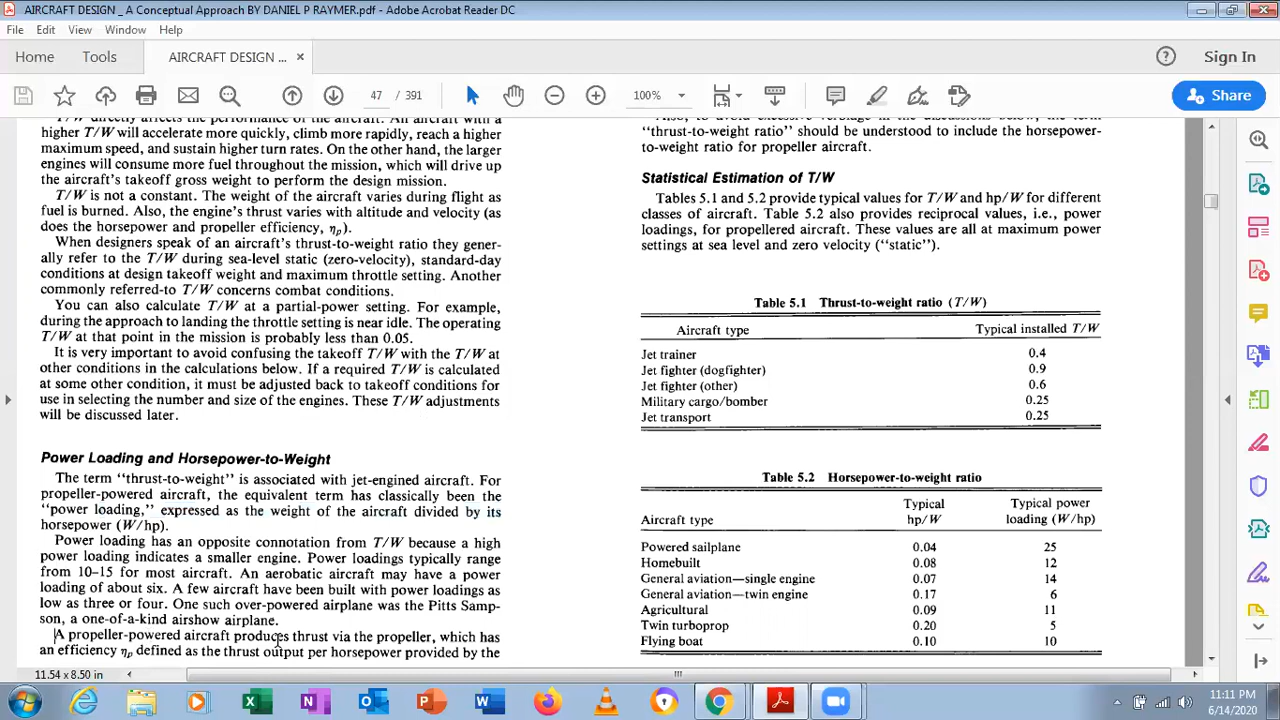 AIRCRAFT DESIGN _ A Conceptual Approach BY DANIEL P RAYMER.pdf - Adobe Acrobat Reader DC
File Edit View Window Help
Home Tools AIRCRAFT DESIGN ... × Sign In
47 / 391 100% Share
T/W directly affects the performance of the aircraft. An aircraft with a
higher T/W will accelerate more quickly, climb more rapidly, reach a higher
maximum speed, and sustain higher turn rates. On the other hand, the larger
engines will consume more fuel throughout the mission, which will drive up
the aircraft's takeoff gross weight to perform the design mission.
T/W is not a constant. The weight of the aircraft varies during flight as
fuel is burned. Also, the engine's thrust varies with altitude and velocity (as
does the horsepower and propeller efficiency, ηp).
When designers speak of an aircraft's thrust-to-weight ratio they gener-
ally refer to the T/W during sea-level static (zero-velocity), standard-day
conditions at design takeoff weight and maximum throttle setting. Another
commonly referred-to T/W concerns combat conditions.
You can also calculate T/W at a partial-power setting. For example,
during the approach to landing the throttle setting is near idle. The operating
T/W at that point in the mission is probably less than 0.05.
It is very important to avoid confusing the takeoff T/W with the T/W at
other conditions in the calculations below. If a required T/W is calculated
at some other condition, it must be adjusted back to takeoff conditions for
use in selecting the number and size of the engines. These T/W adjustments
will be discussed later.
Power Loading and Horsepower-to-Weight
The term "thrust-to-weight" is associated with jet-engined aircraft. For
propeller-powered aircraft, the equivalent term has classically been the
"power loading," expressed as the weight of the aircraft divided by its
horsepower (W/hp).
Power loading has an opposite connotation from T/W because a high
power loading indicates a smaller engine. Power loadings typically range
from 10-15 for most aircraft. An aerobatic aircraft may have a power
loading of about six. A few aircraft have been built with power loadings as
low as three or four. One such over-powered airplane was the Pitts Samp-
son, a one-of-a-kind airshow airplane.
A propeller-powered aircraft produces thrust via the propeller, which has
an efficiency ηp defined as the thrust output per horsepower provided by the
Also, to avoid excessive verbiage in the discussions below, the term
"thrust-to-weight ratio" should be understood to include the horsepower-
to-weight ratio for propeller aircraft.
Statistical Estimation of T/W
Tables 5.1 and 5.2 provide typical values for T/W and hp/W for different
classes of aircraft. Table 5.2 also provides reciprocal values, i.e., power
loadings, for propellered aircraft. These values are all at maximum power
settings at sea level and zero velocity ("static").
Table 5.1 Thrust-to-weight ratio (T/W)
Aircraft type Typical installed T/W
Jet trainer 0.4
Jet fighter (dogfighter) 0.9
Jet fighter (other) 0.6
Military cargo/bomber 0.25
Jet transport 0.25
Table 5.2 Horsepower-to-weight ratio
Typical Typical power
Aircraft type hp/W loading (W/hp)
Powered sailplane 0.04 25
Homebuilt 0.08 12
General aviation—single engine 0.07 14
General aviation—twin engine 0.17 6
Agricultural 0.09 11
Twin turboprop 0.20 5
Flying boat 0.10 10
11.54 x 8.50 in
11:11 PM
6/14/2020